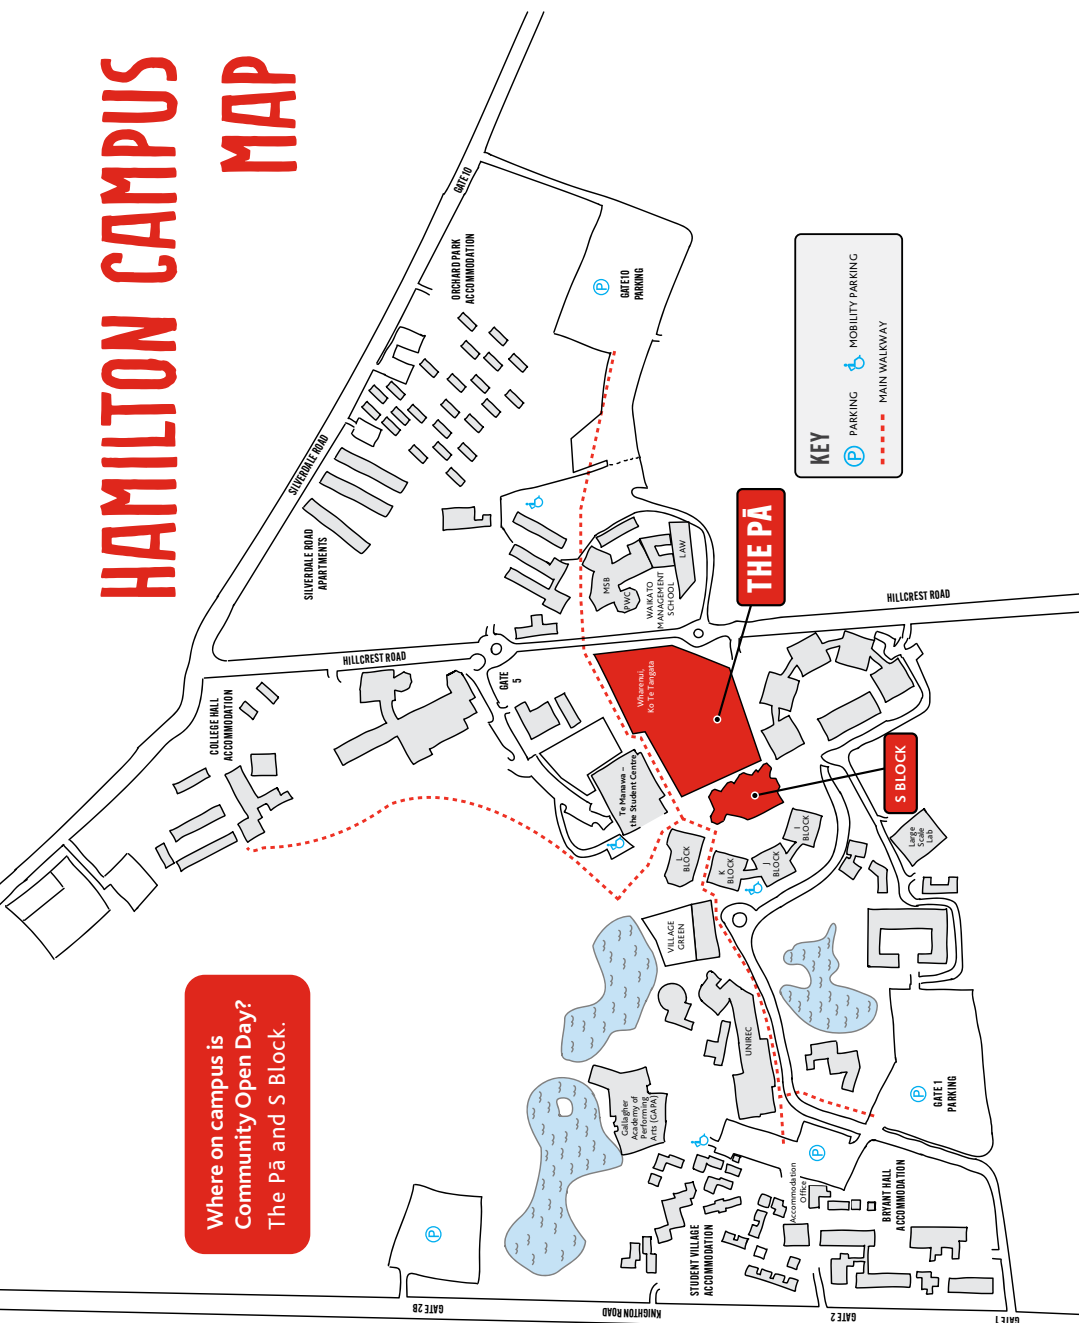 HAMILTON CAMPUS
MAP
Where on campus is
Community Open Day?
The Pā and S Block.
SILVERDALE ROAD
GATE 10
ORCHARD PARK
ACCOMMODATION
GATE 10
PARKING
SILVERDALE ROAD
APARTMENTS
COLLEGE HALL
ACCOMMODATION
HILLCREST ROAD
GATE
5
MSB
PWC
LAW
WAIKATO
MANAGEMENT
SCHOOL
HILLCREST ROAD
KEY
PARKING
MOBILITY PARKING
MAIN WALKWAY
THE PĀ
Wharenui,
Ko Te Tangata
S BLOCK
Te Manawa –
the Student Centre
L
BLOCK
K
BLOCK
J
BLOCK
I
BLOCK
Large
Scale
Lab
VILLAGE
GREEN
UNIREC
Gallagher
Academy of
Performing
Arts (GAPA)
GATE 1
PARKING
Accommodation
Office
BRYANT HALL
ACCOMMODATION
STUDENT VILLAGE
ACCOMMODATION
GATE 2B
KNIGHTON ROAD
GATE 2
GATE 1
P
P
P
P
P